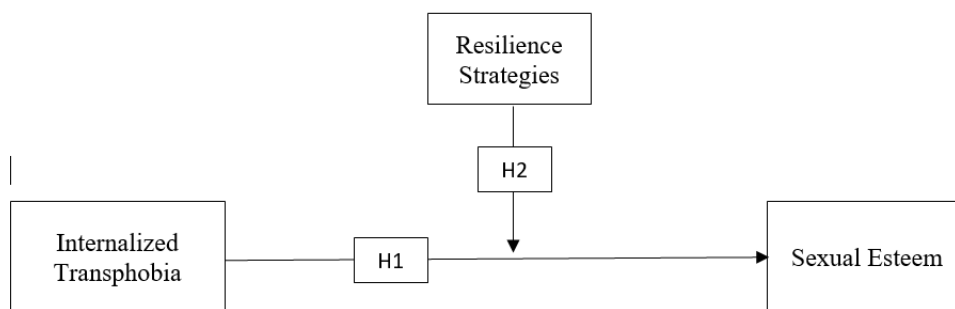 Resilience
Strategies
H2
Internalized
Transphobia
H1
Sexual Esteem